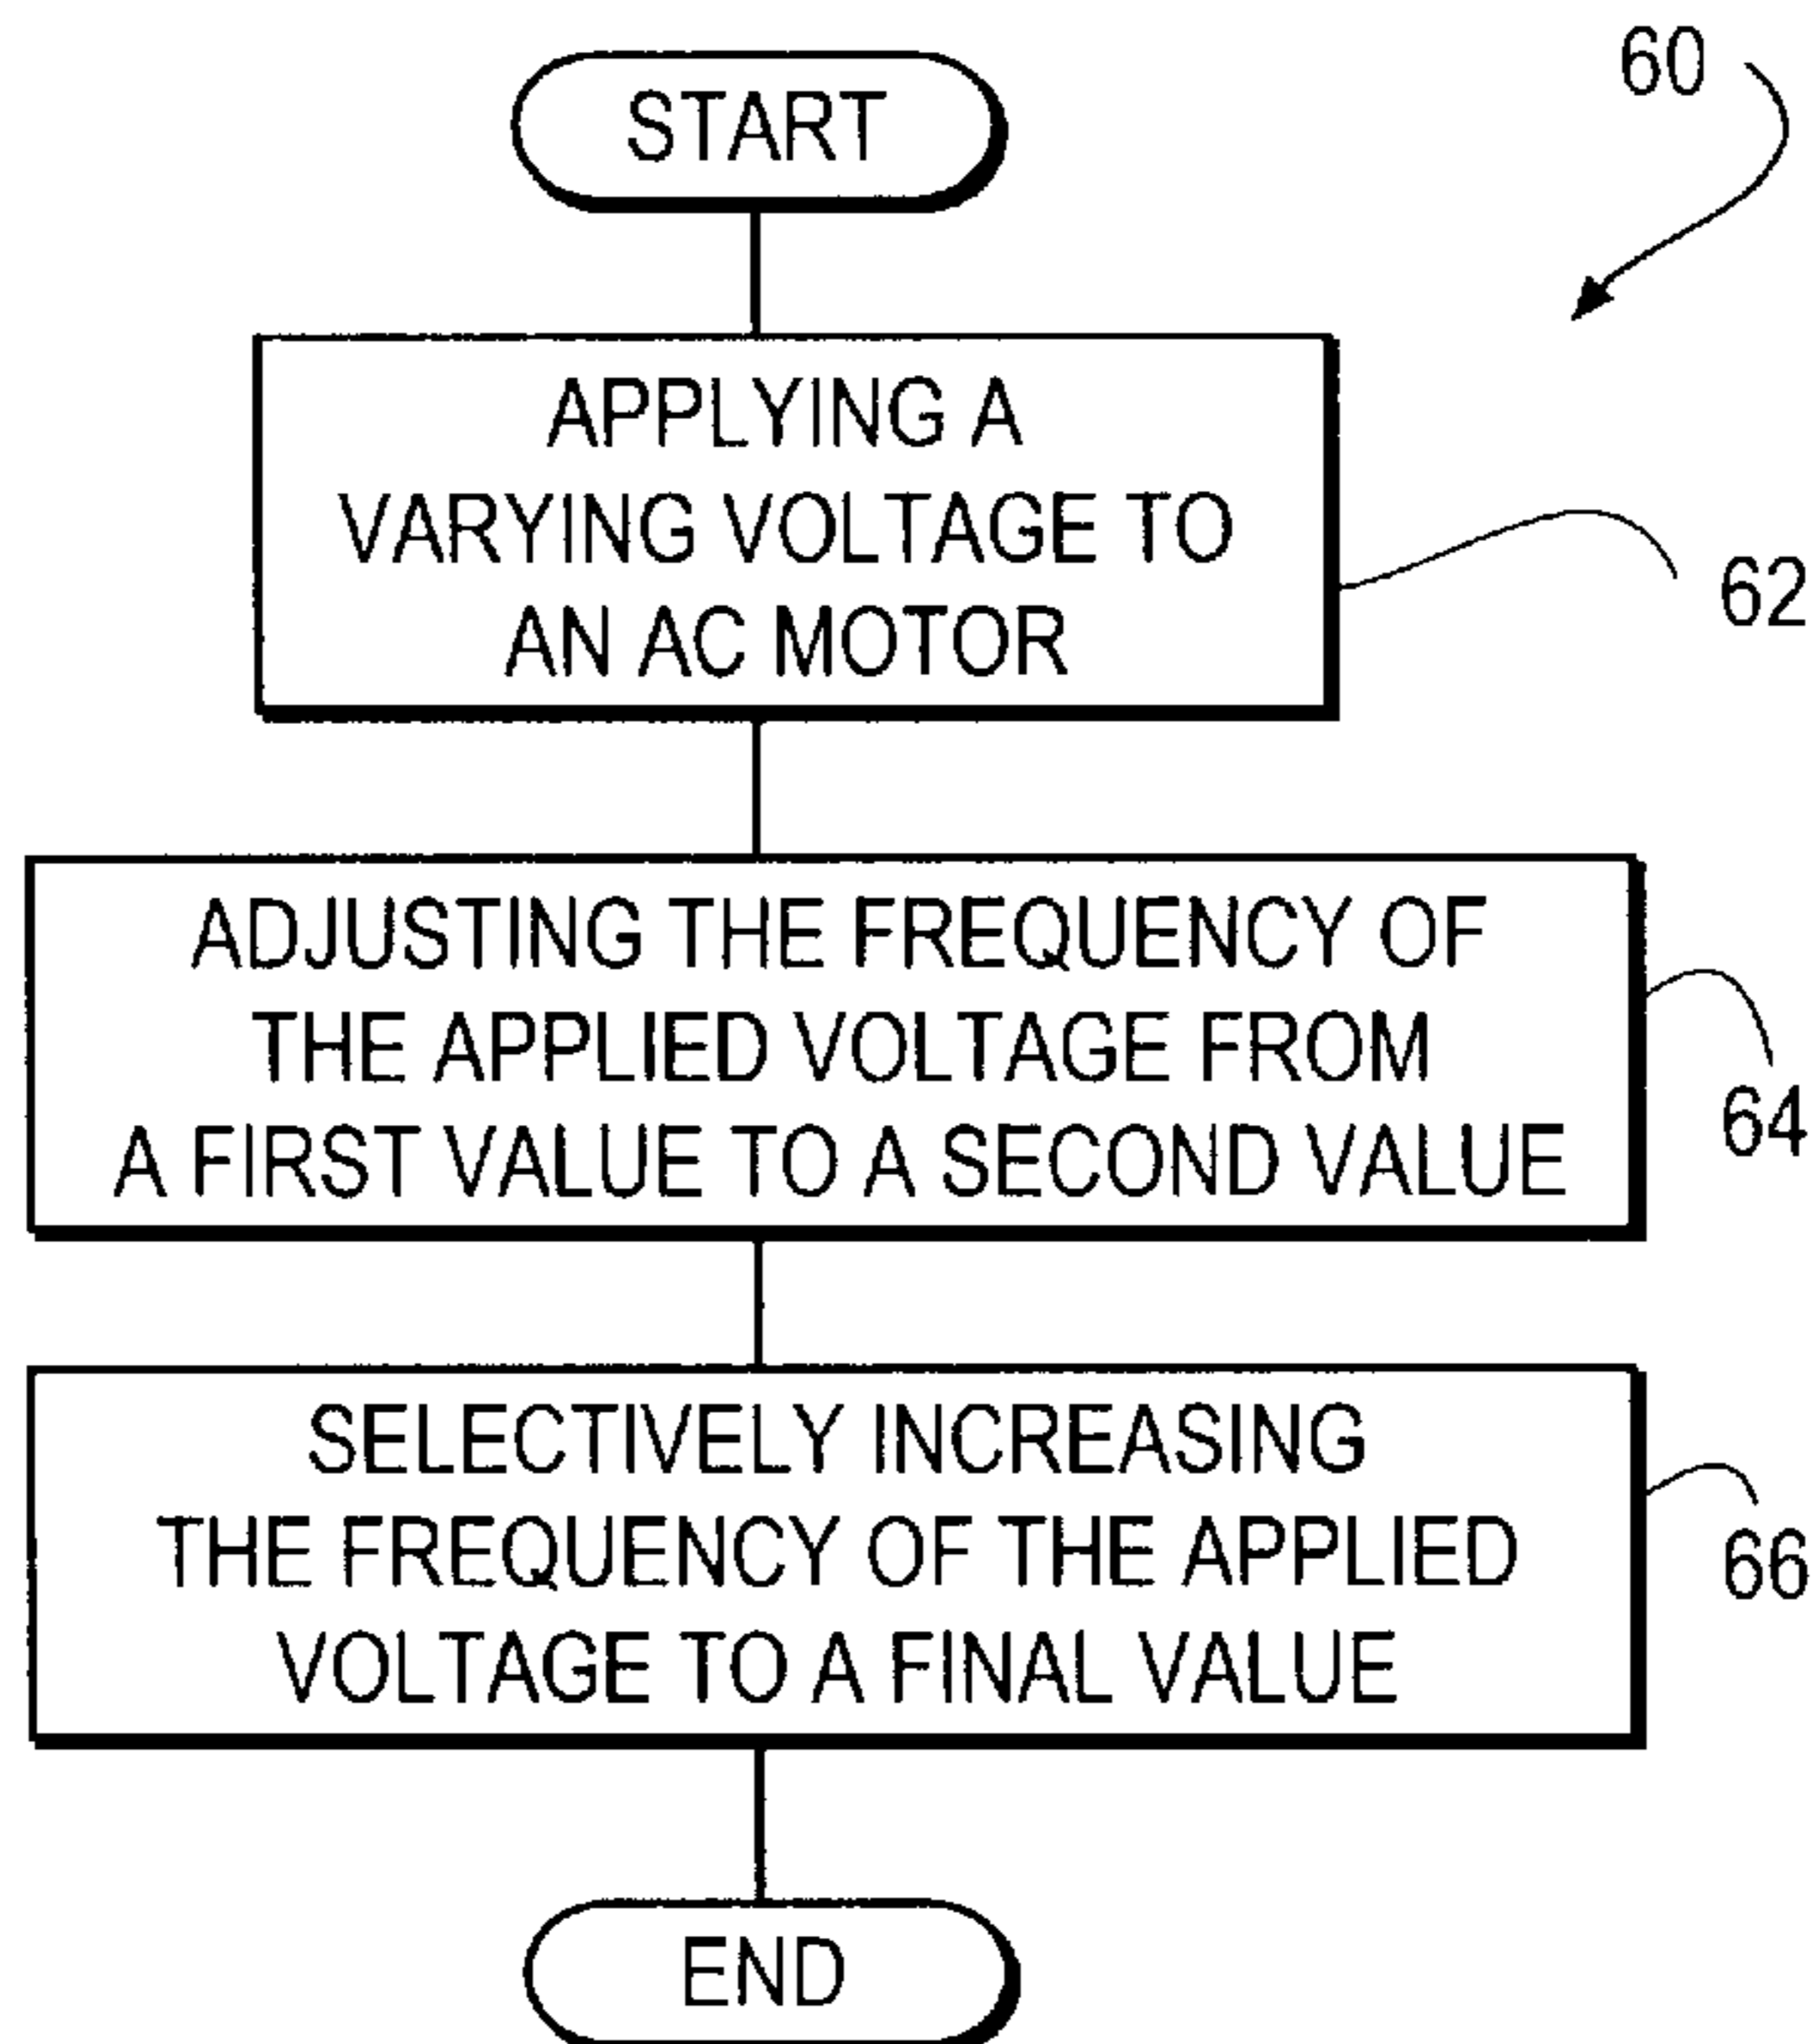 60
START
APPLYING A
VARYING VOLTAGE TO
AN AC MOTOR
62
ADJUSTING THE FREQUENCY OF
THE APPLIED VOLTAGE FROM
A FIRST VALUE TO A SECOND VALUE
64
SELECTIVELY INCREASING
THE FREQUENCY OF THE APPLIED
VOLTAGE TO A FINAL VALUE
66
END